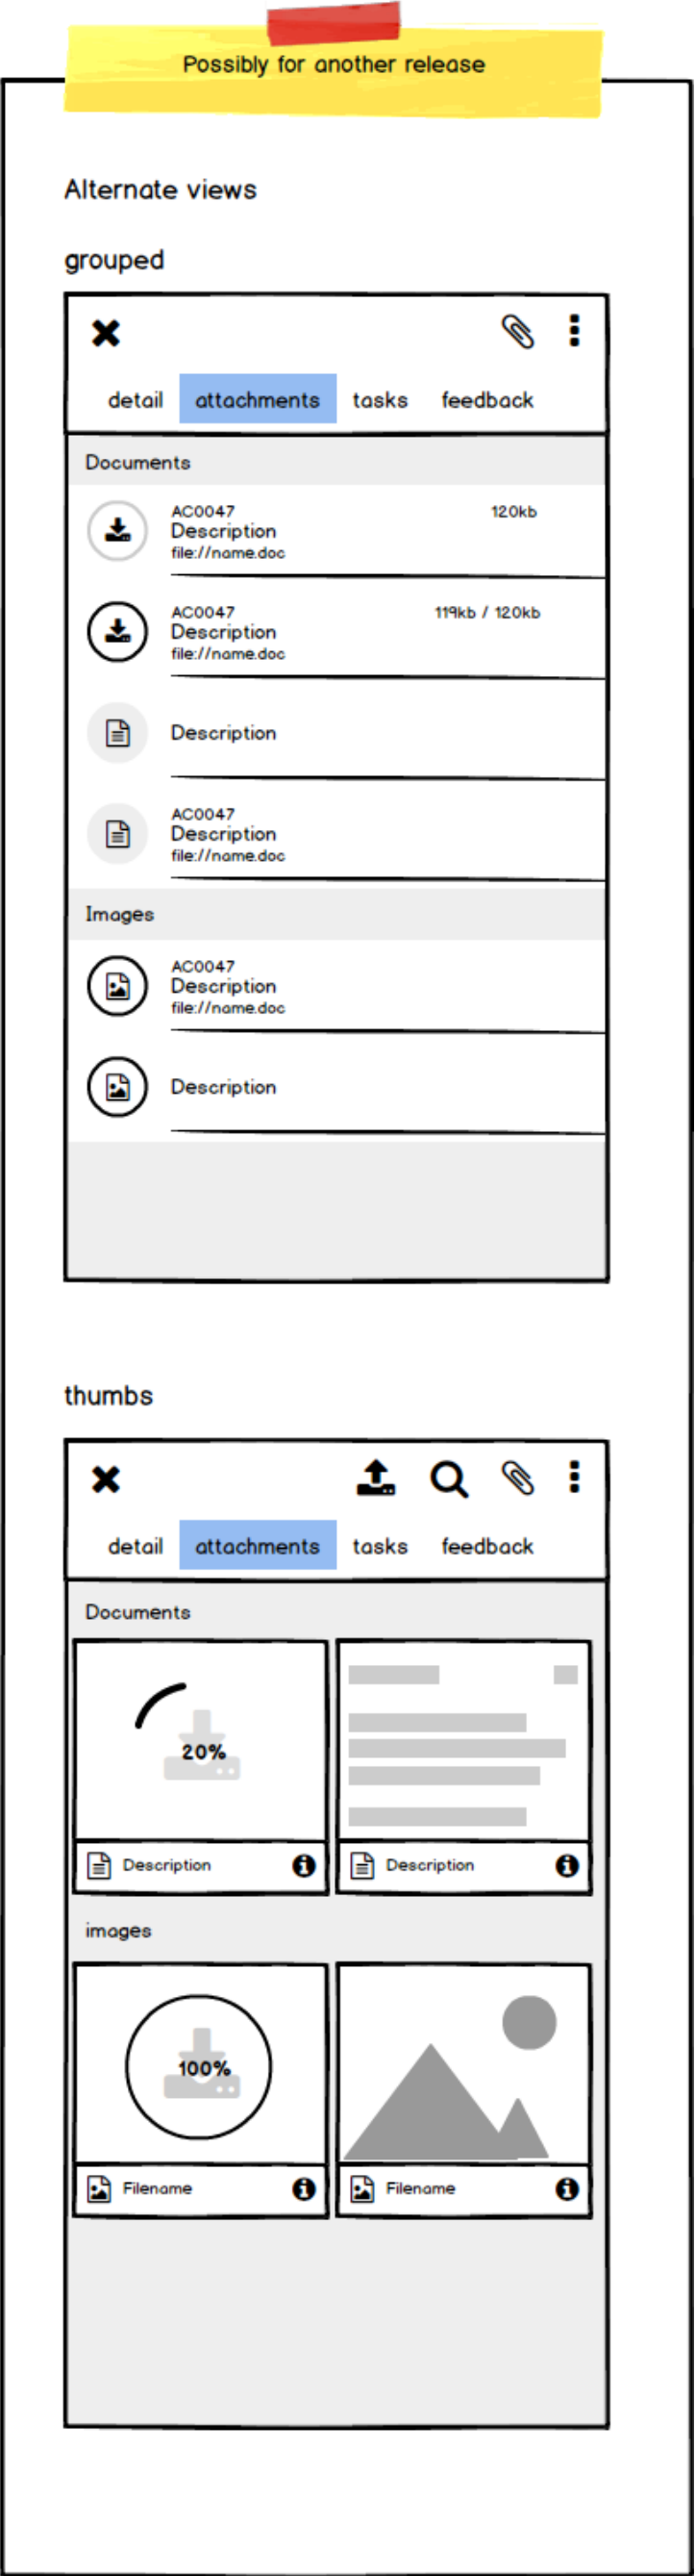 Possibly for another release
Alternate views
grouped
detail attachments tasks feedback
Documents
AC0047 120kb
Description
file://name.doc
AC0047 119kb / 120kb
Description
file://name.doc
Description
AC0047
Description
file://name.doc
Images
AC0047
Description
file://name.doc
Description
thumbs
detail attachments tasks feedback
Documents
20%
Description Description
images
100%
Filename Filename